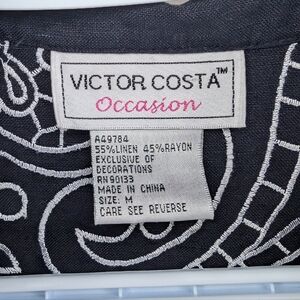 VICTOR COSTA™
Occasion
A49784
55%LINEN 45%RAYON
EXCLUSIVE OF
DECORATIONS
RN 90133
MADE IN CHINA
SIZE: M
CARE SEE REVERSE